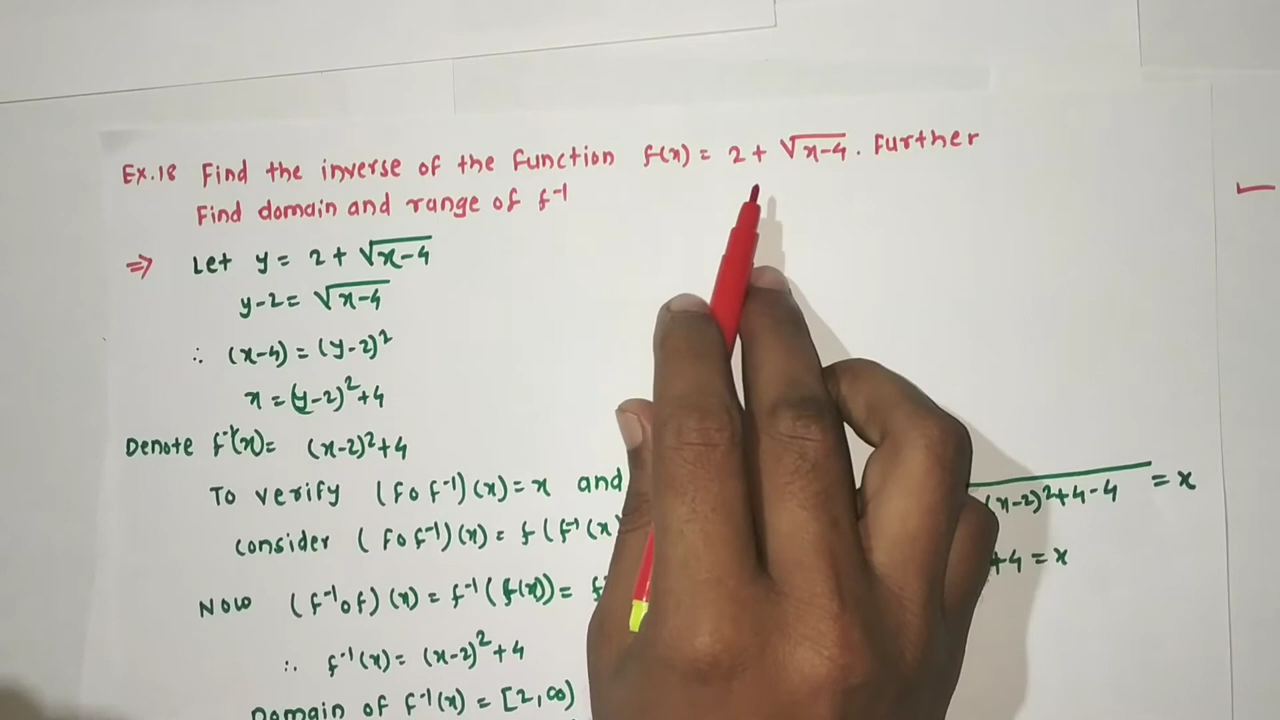 Ex.18 Find the inverse of the function f(x) = 2 + √(x-4). Further
Find domain and range of f⁻¹
⇒ Let y = 2 + √(x-4)
y-2 = √(x-4)
∴ (x-4) = (y-2)²
x = (y-2)²+4
Denote f⁻¹(x) = (x-2)²+4
To verify (f o f⁻¹)(x) = x and
consider (f o f⁻¹)(x) = f(f⁻¹(x) (x-2)²+4-4 = x
Now (f⁻¹ o f)(x) = f⁻¹(f(x)) = +4 = x
∴ f⁻¹(x) = (x-2)²+4
Domain of f⁻¹(x) = [2,∞)